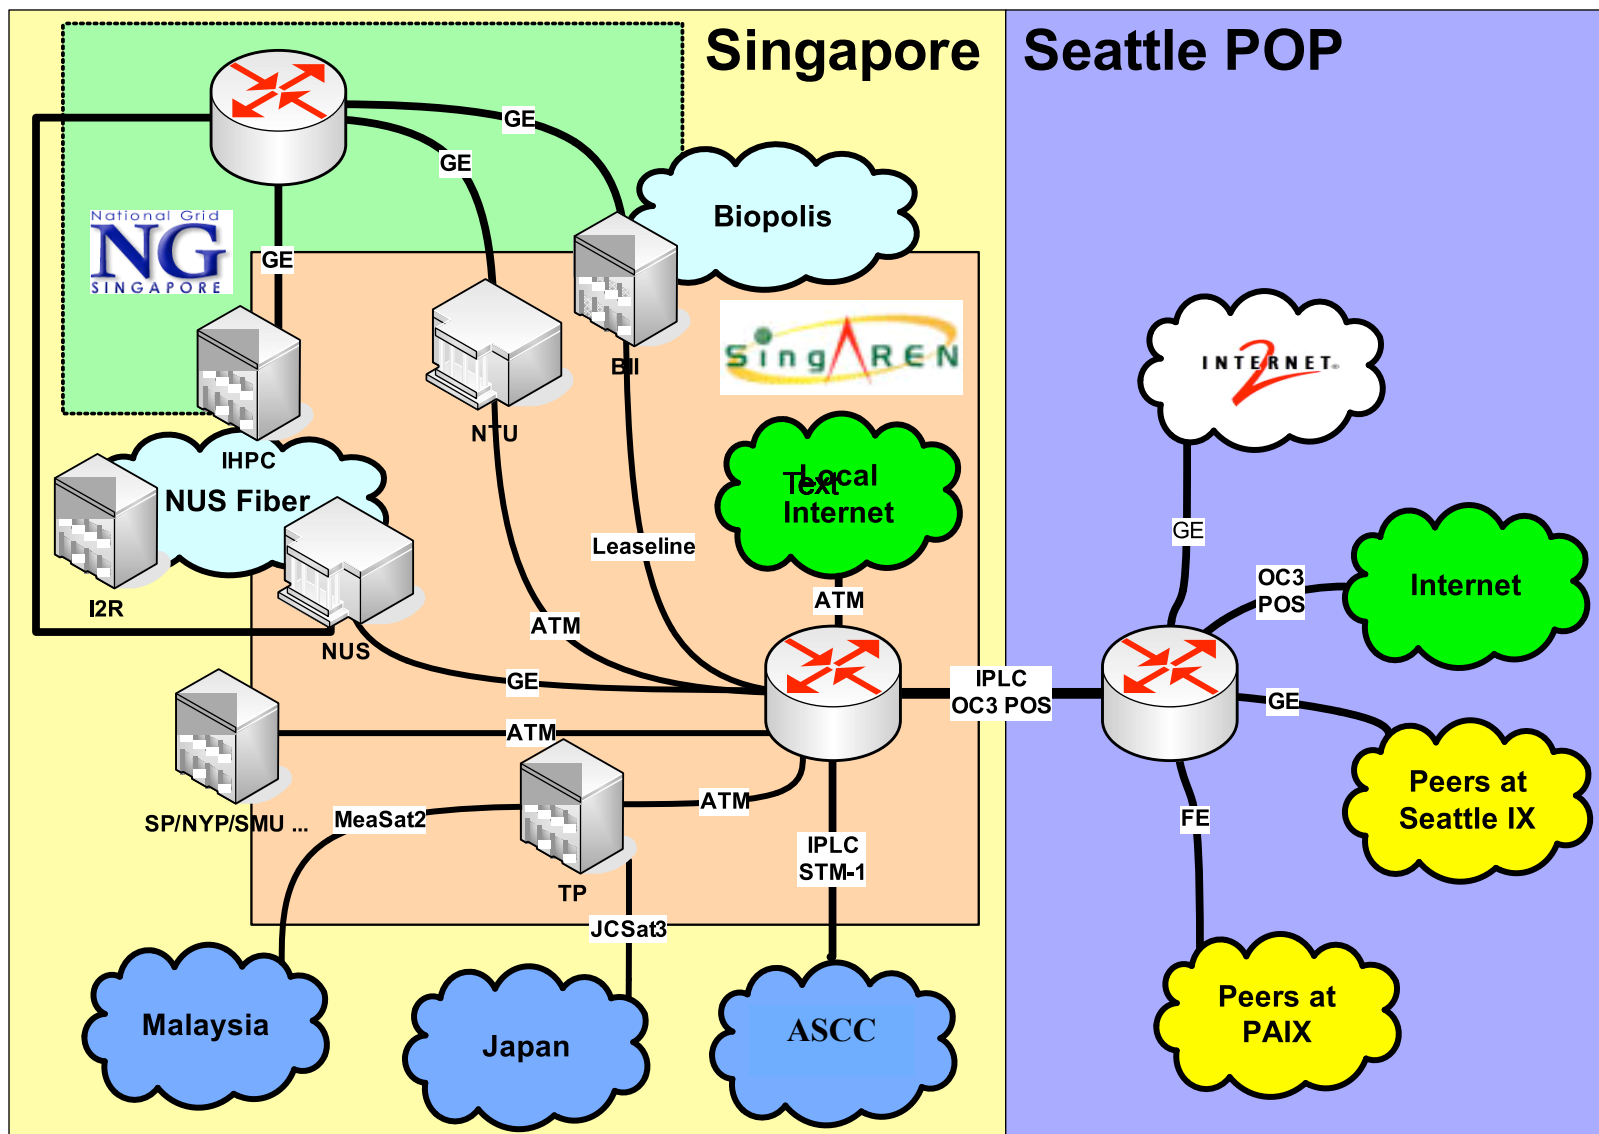 Singapore
Seattle POP
GE
GE
National Grid
NG
SINGAPORE
GE
Biopolis
SingAREN
BII
NTU
INTERNET
2
IHPC
NUS Fiber
Text
Local
Internet
Leaseline
GE
OC3
POS
Internet
I2R
ATM
ATM
NUS
GE
IPLC
OC3 POS
GE
ATM
SP/NYP/SMU ...
MeaSat2
ATM
FE
Peers at
Seattle IX
IPLC
STM-1
TP
JCSat3
Malaysia
Japan
ASCC
Peers at
PAIX